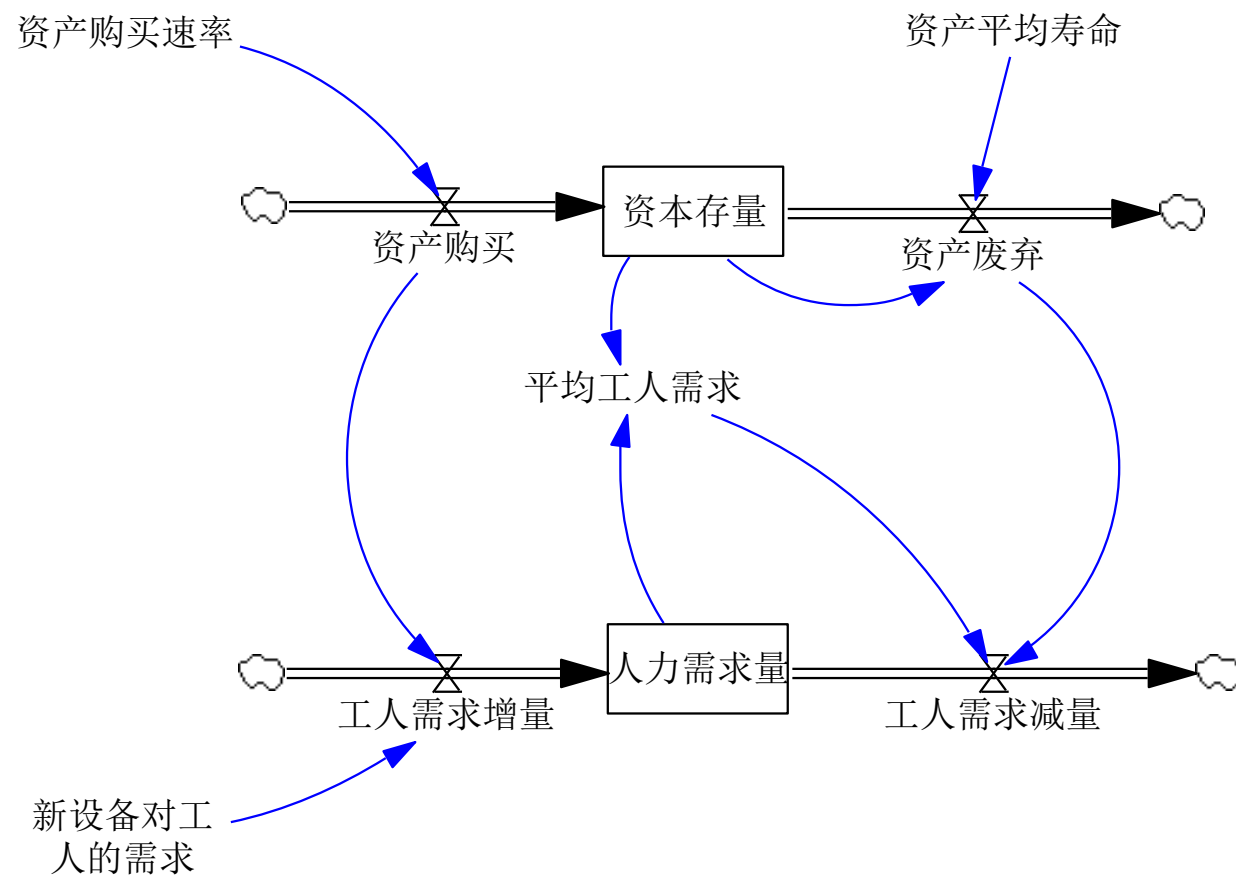 资产购买速率
资产平均寿命
资本存量
资产购买
资产废弃
平均工人需求
人力需求量
工人需求增量
工人需求减量
新设备对工
人的需求